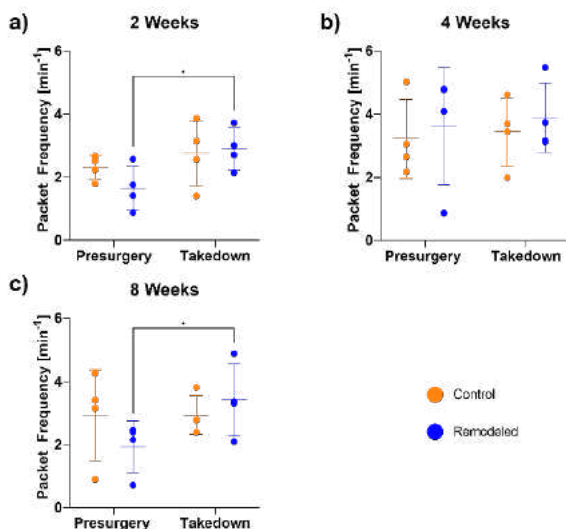 a)
2 Weeks
Packet Frequency [min⁻¹]
6
4
2
0
*
Presurgery
Takedown
b)
4 Weeks
Packet Frequency [min⁻¹]
6
4
2
0
Presurgery
Takedown
c)
8 Weeks
Packet Frequency [min⁻¹]
6
4
2
0
*
Presurgery
Takedown
Control
Remodeled